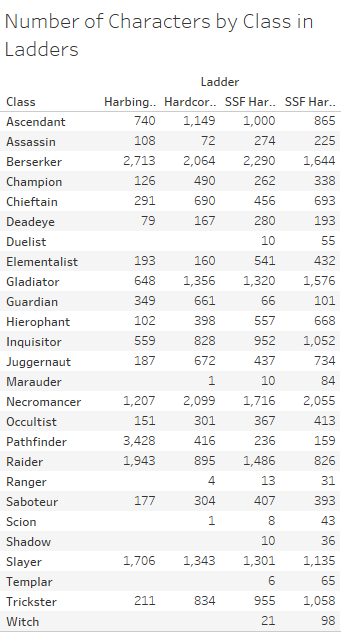 Number of Characters by Class in
Ladders
Ladder
Class Harbing.. Hardcor.. SSF Har.. SSF Har..
Ascendant 740 1,149 1,000 865
Assassin 108 72 274 225
Berserker 2,713 2,064 2,290 1,644
Champion 126 490 262 338
Chieftain 291 690 456 693
Deadeye 79 167 280 193
Duelist 10 55
Elementalist 193 160 541 432
Gladiator 648 1,356 1,320 1,576
Guardian 349 661 66 101
Hierophant 102 398 557 668
Inquisitor 559 828 952 1,052
Juggernaut 187 672 437 734
Marauder 1 10 84
Necromancer 1,207 2,099 1,716 2,055
Occultist 151 301 367 413
Pathfinder 3,428 416 236 159
Raider 1,943 895 1,486 826
Ranger 4 13 31
Saboteur 177 304 407 393
Scion 1 8 43
Shadow 10 36
Slayer 1,706 1,343 1,301 1,135
Templar 6 65
Trickster 211 834 955 1,058
Witch 21 98